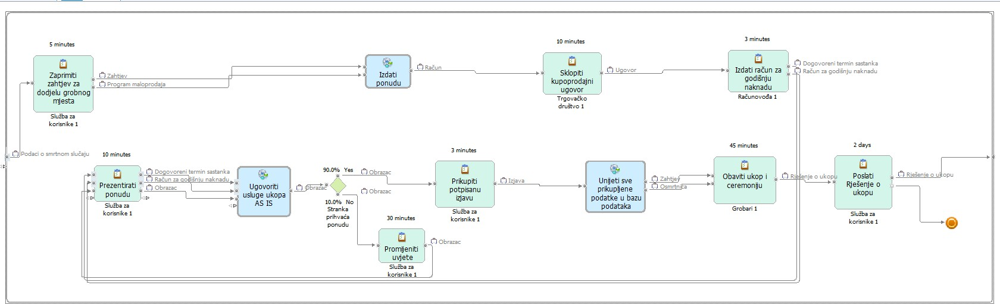 5 minutes
Zaprimiti
zahtjev za
dodjelu grobnog
mjesta
Služba za
korisnike 1
Zahtjev
Program maloprodaja
Izdati
ponudu
Račun
10 minutes
Sklopiti
kupoprodajni
ugovor
Trgovačko
društvo 1
Ugovor
3 minutes
Izdati račun za
godišnju
naknadu
Računovođa 1
Dogovoreni termin sastanka
Račun za godišnju naknadu
Podaci o smrtnom slučaju
10 minutes
Prezentirati
ponudu
Služba za
korisnike 1
Dogovoreni termin sastanka
Račun za godišnju naknadu
Obrazac
Ugovoriti
usluge ukopa
AS IS
Obrazac
90.0% Yes
10.0% No
Stranka
prihvaća
ponudu
Obrazac
Obrazac
30 minutes
Promijeniti
uvjete
Služba za
korisnike 1
Obrazac
3 minutes
Prikupiti
potpisanu
izjavu
Služba za
korisnike 1
Izjava
Unijeti sve
prikupljene
podatke u bazu
podataka
Zahtjev
Osmrtnica
45 minutes
Obaviti ukop i
ceremoniju
Grobari 1
Rješenje o ukopu
2 days
Poslati
Rješenje o
ukopu
Služba za
korisnike 1
Rješenje o ukopu